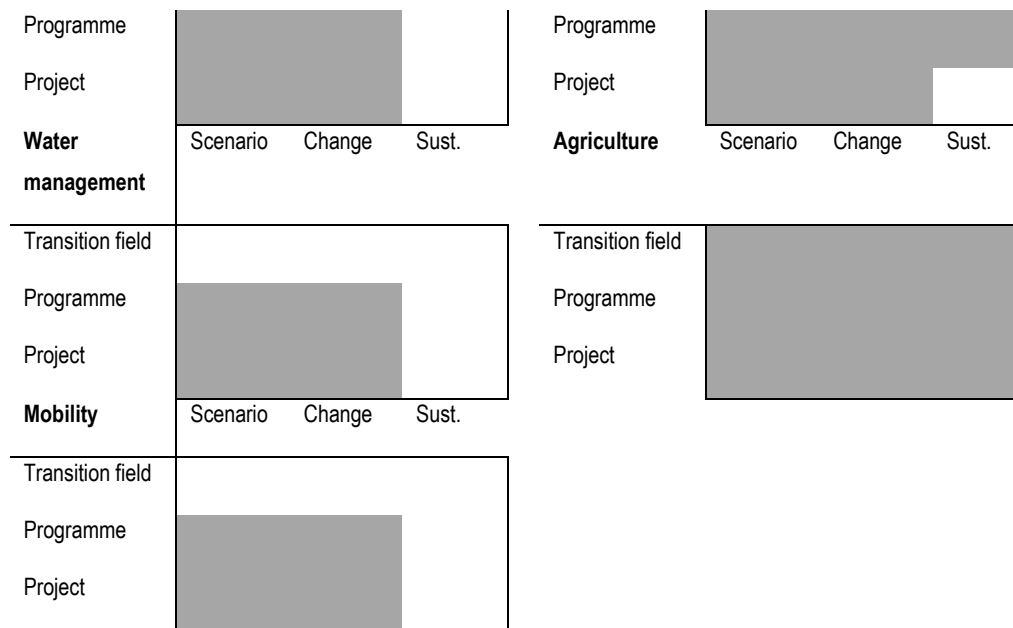 Programme Programme
Project Project
Water Scenario Change Sust. Agriculture Scenario Change Sust.
management
Transition field Transition field
Programme Programme
Project Project
Mobility Scenario Change Sust.
Transition field
Programme
Project